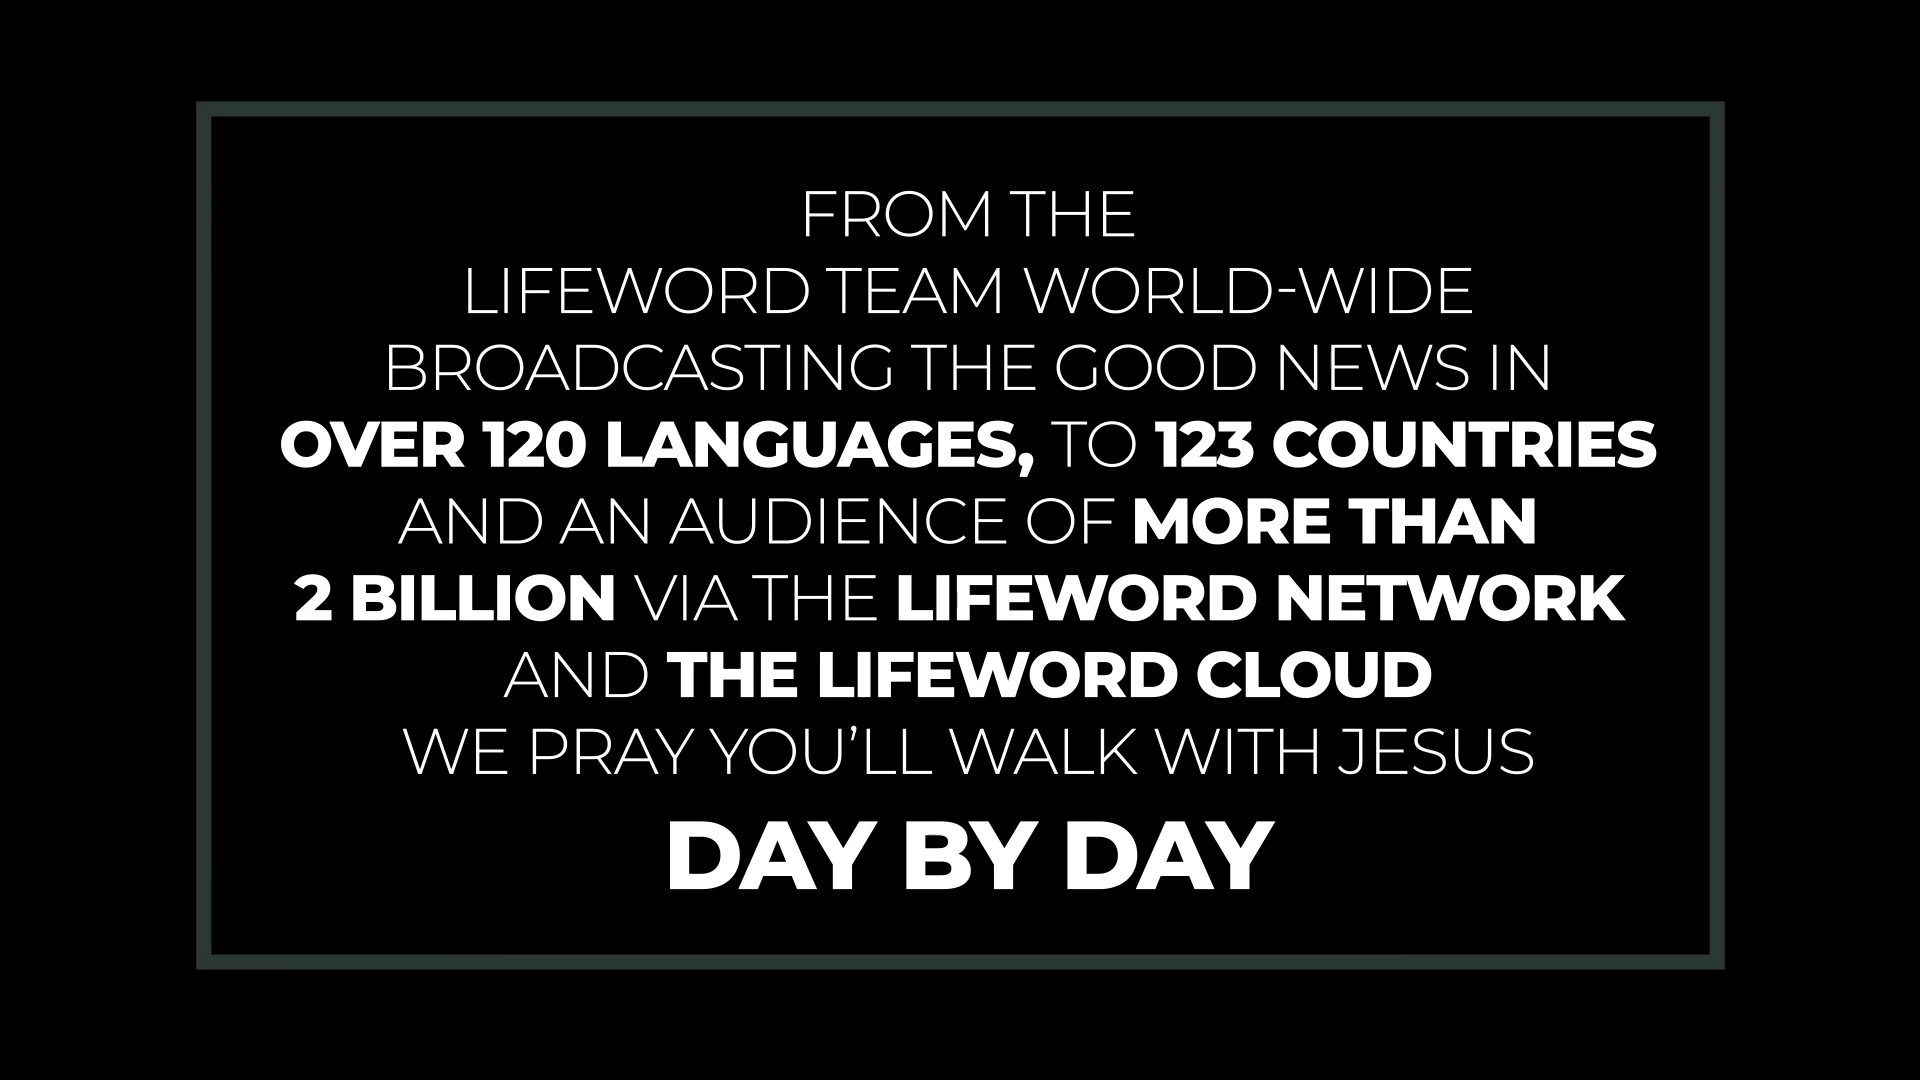 FROM THE
LIFEWORD TEAM WORLD-WIDE
BROADCASTING THE GOOD NEWS IN
OVER 120 LANGUAGES, TO 123 COUNTRIES
AND AN AUDIENCE OF MORE THAN
2 BILLION VIA THE LIFEWORD NETWORK
AND THE LIFEWORD CLOUD
WE PRAY YOU’LL WALK WITH JESUS
DAY BY DAY